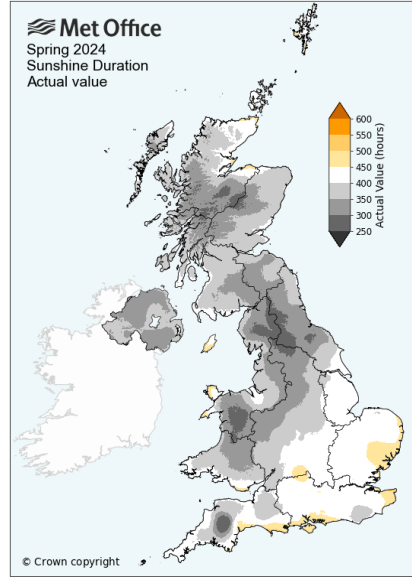 Met Office
Spring 2024
Sunshine Duration
Actual value
600
550
500
450
400
350
300
250
Actual Value (hours)
© Crown copyright